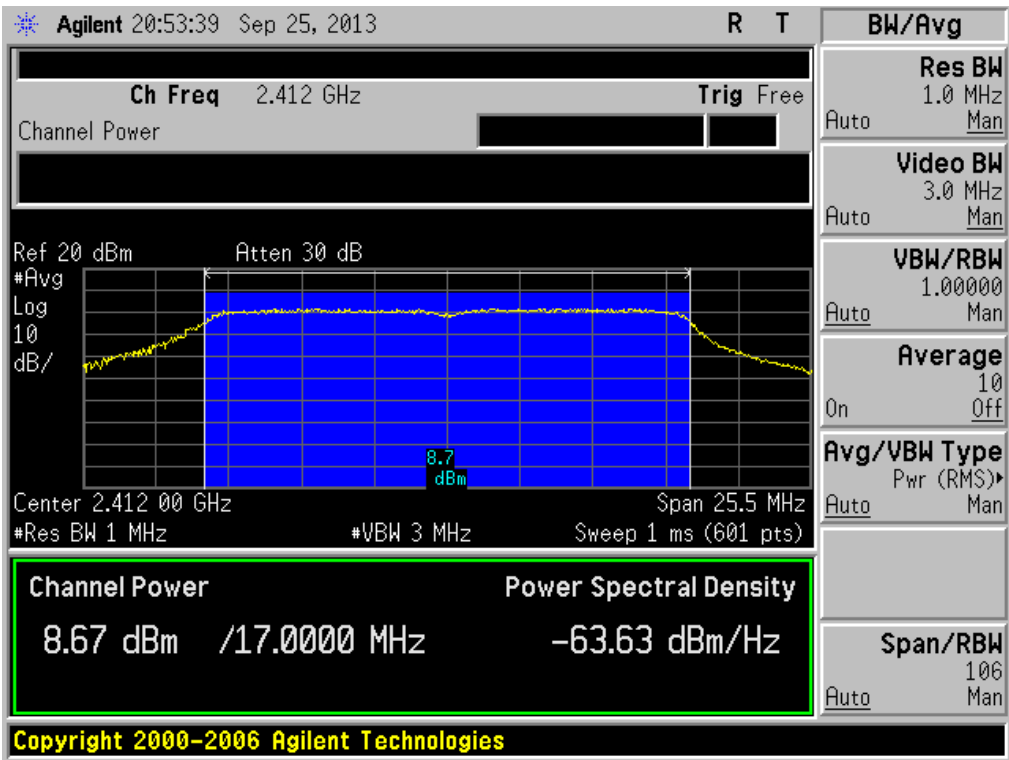 Agilent 20:53:39 Sep 25, 2013 R T
Ch Freq 2.412 GHz Trig Free
Channel Power
Ref 20 dBm Atten 30 dB
#Avg
Log
10
dB/
8.7
dBm
Center 2.412 00 GHz Span 25.5 MHz
#Res BW 1 MHz #VBW 3 MHz Sweep 1 ms (601 pts)
Channel Power Power Spectral Density
8.67 dBm /17.0000 MHz -63.63 dBm/Hz
Copyright 2000-2006 Agilent Technologies
BW/Avg
Res BW
1.0 MHz
Auto Man
Video BW
3.0 MHz
Auto Man
VBW/RBW
1.00000
Auto Man
Average
10
On Off
Avg/VBW Type
Pwr (RMS)▸
Auto Man
Span/RBW
106
Auto Man